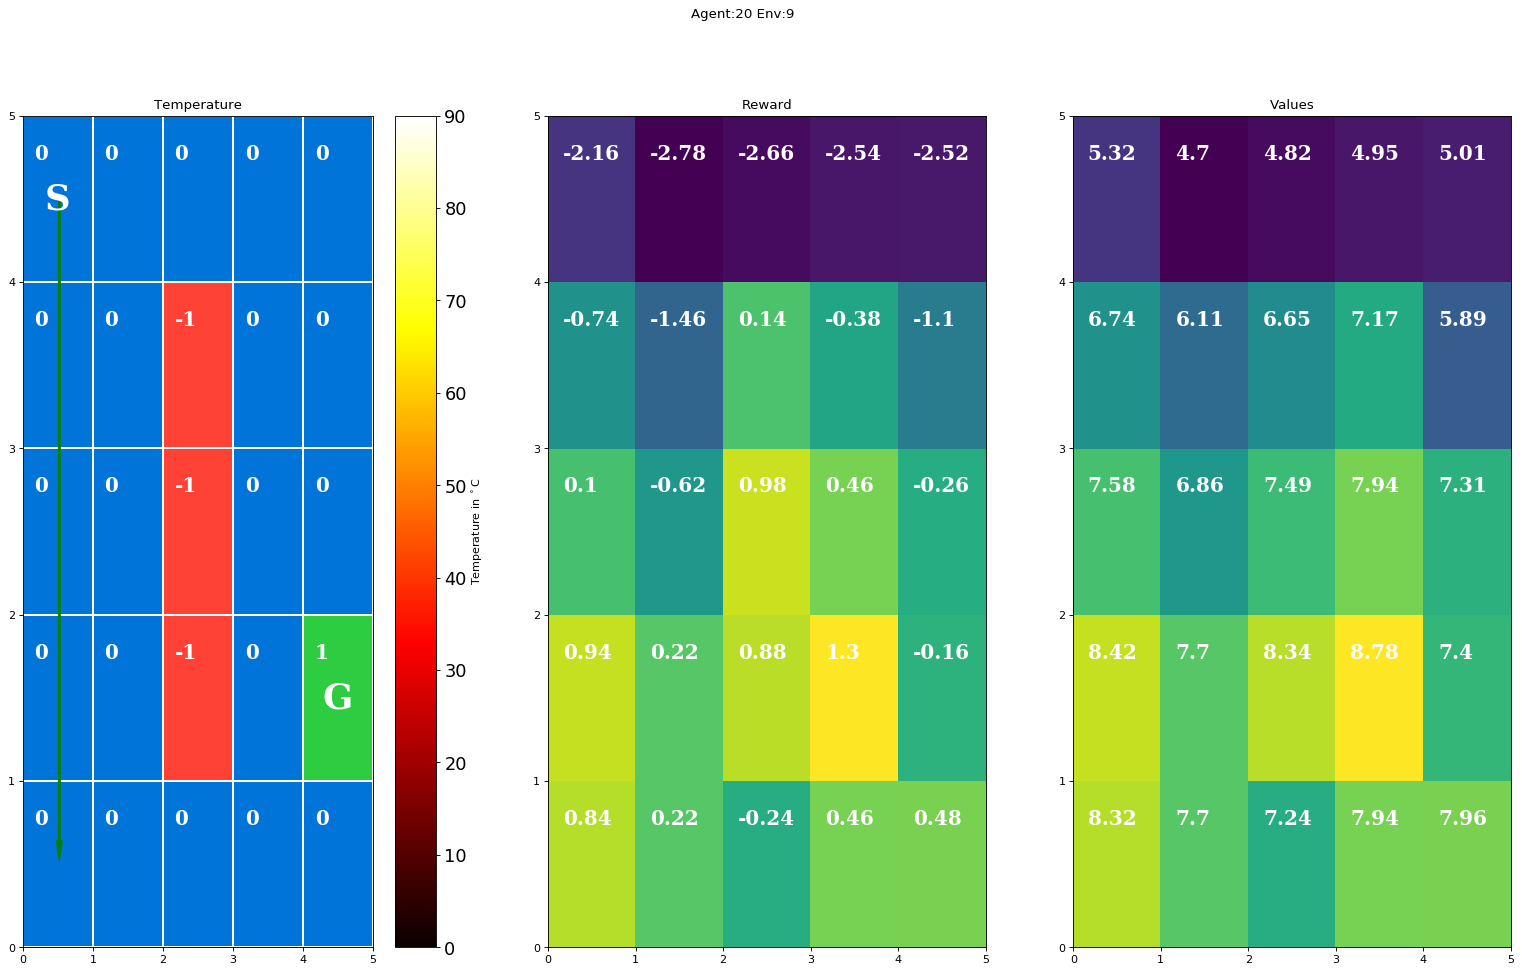 Agent:20 Env:9
Temperature
5
4
3
2
1
0
0 0 0 0 0
S
0 0 -1 0 0
0 0 -1 0 0
0 0 -1 0 1
G
0 0 0 0 0
0 1 2 3 4 5
90
80
70
60
50
40
30
20
10
0
Temperature in °C
Reward
5
4
3
2
1
0
-2.16 -2.78 -2.66 -2.54 -2.52
-0.74 -1.46 0.14 -0.38 -1.1
0.1 -0.62 0.98 0.46 -0.26
0.94 0.22 0.88 1.3 -0.16
0.84 0.22 -0.24 0.46 0.48
0 1 2 3 4 5
Values
5
4
3
2
1
0
5.32 4.7 4.82 4.95 5.01
6.74 6.11 6.65 7.17 5.89
7.58 6.86 7.49 7.94 7.31
8.42 7.7 8.34 8.78 7.4
8.32 7.7 7.24 7.94 7.96
0 1 2 3 4 5